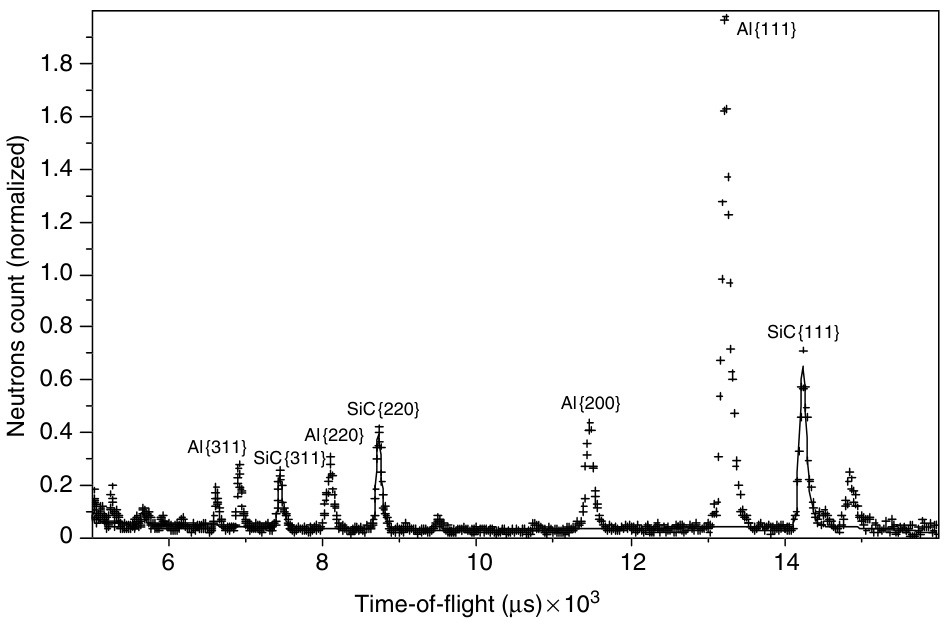 Neutrons count (normalized)
1.8
1.6
1.4
1.2
1.0
0.8
0.6
0.4
0.2
0
Al{111}
SiC{111}
Al{200}
SiC{220}
Al{220}
Al{311}
SiC{311}
6 8 10 12 14
Time-of-flight (μs)×10³